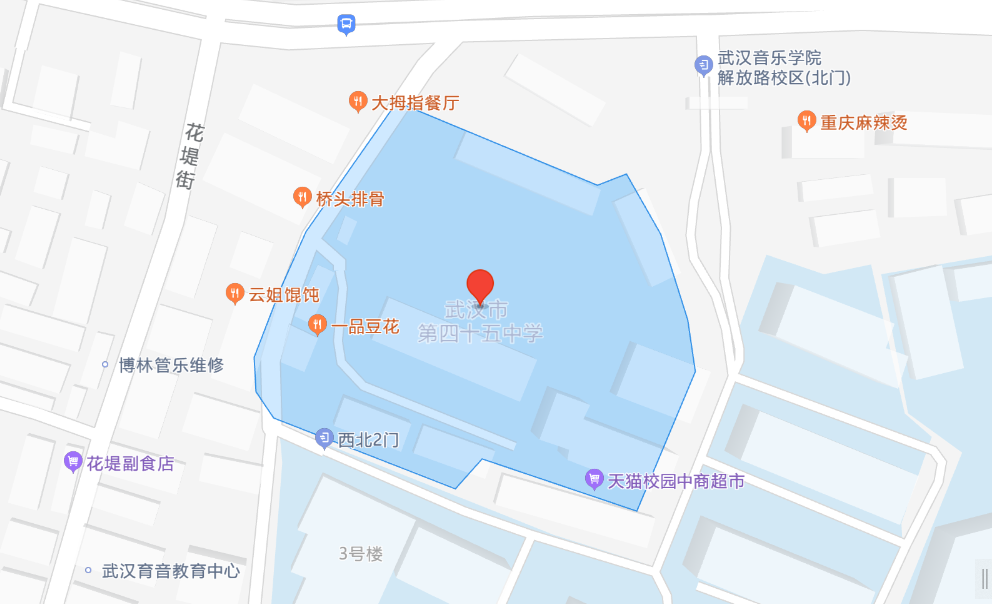 武汉音乐学院
解放路校区(北门)
大拇指餐厅
重庆麻辣烫
花堤街
桥头排骨
云姐馄饨
武汉市
第四十五中学
一品豆花
博林管乐维修
西北2门
花堤副食店
天猫校园中商超市
3号楼
武汉育音教育中心